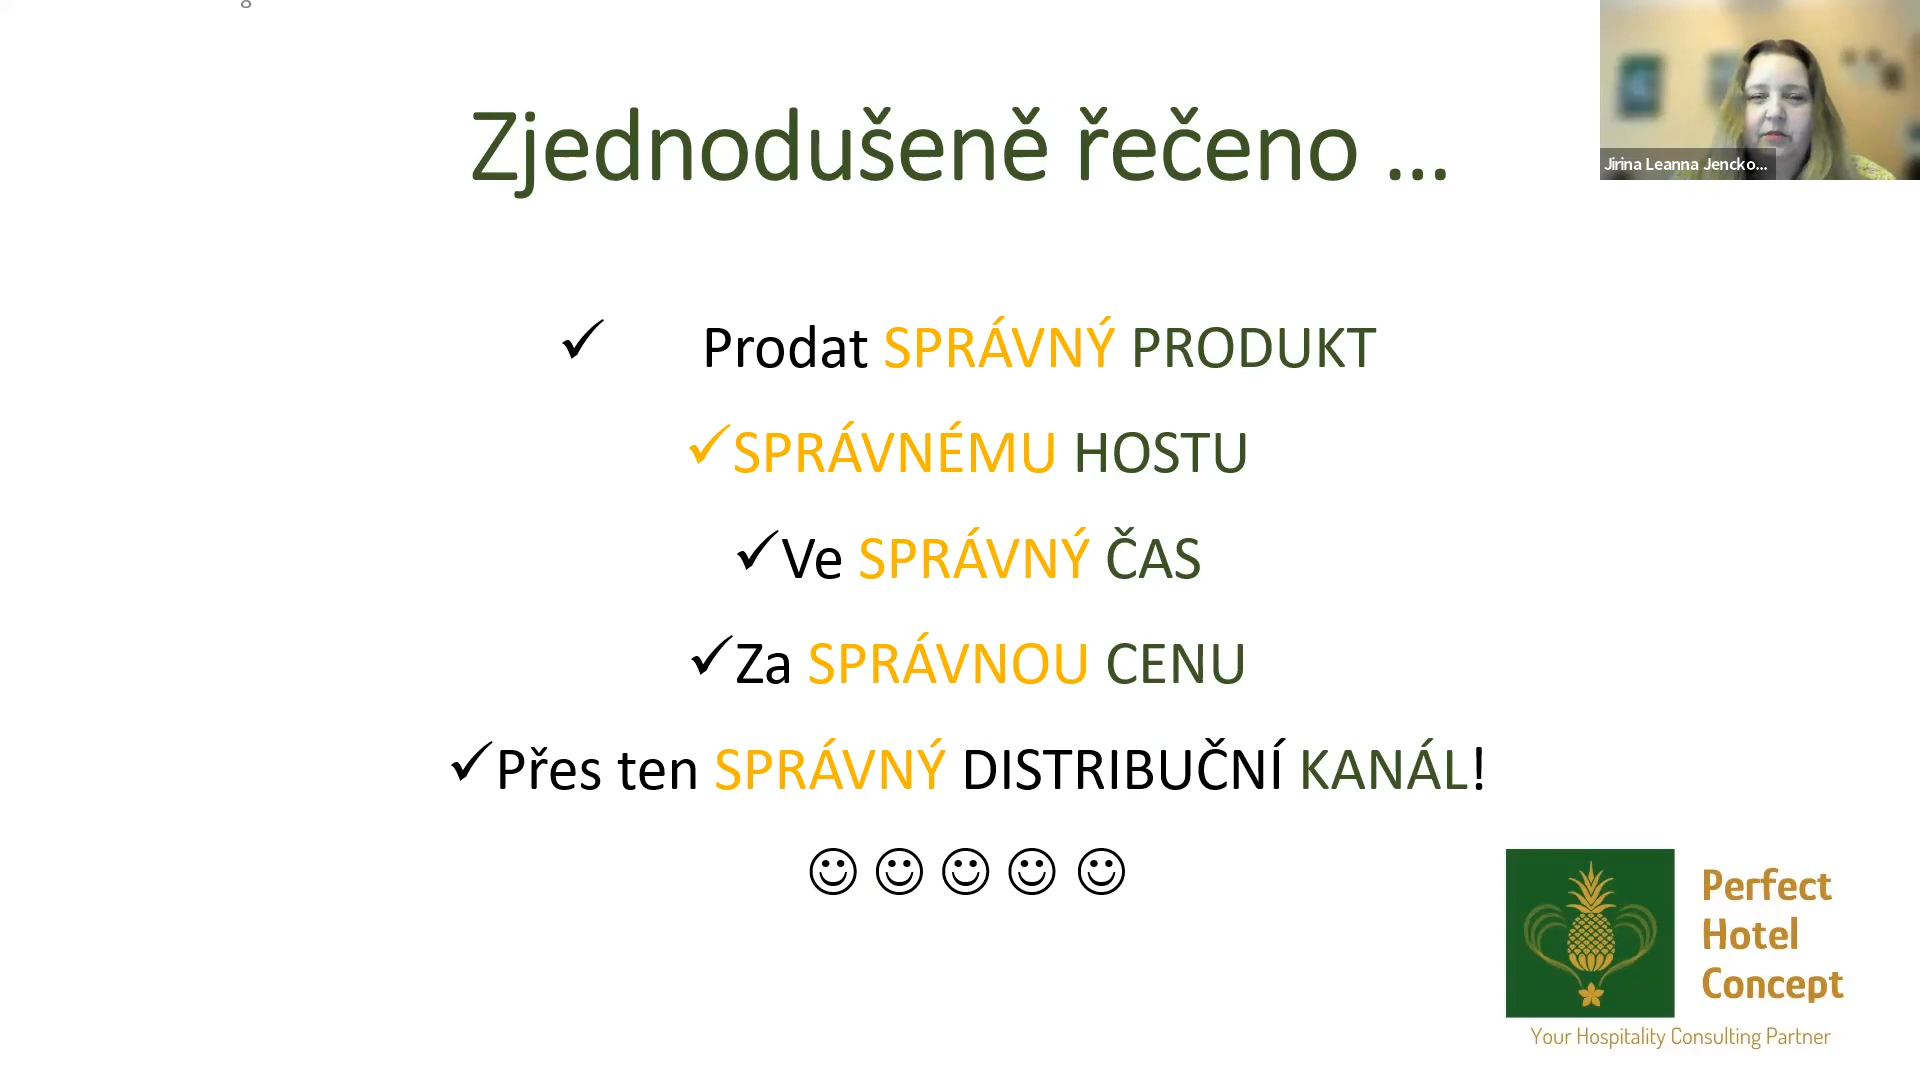 Zjednodušeně řečeno ...
Jirina Leanna Jencko...
✓ Prodat SPRÁVNÝ PRODUKT
✓SPRÁVNÉMU HOSTU
✓Ve SPRÁVNÝ ČAS
✓Za SPRÁVNOU CENU
✓Přes ten SPRÁVNÝ DISTRIBUČNÍ KANÁL!
☺ ☺ ☺ ☺ ☺
Perfect
Hotel
Concept
Your Hospitality Consulting Partner